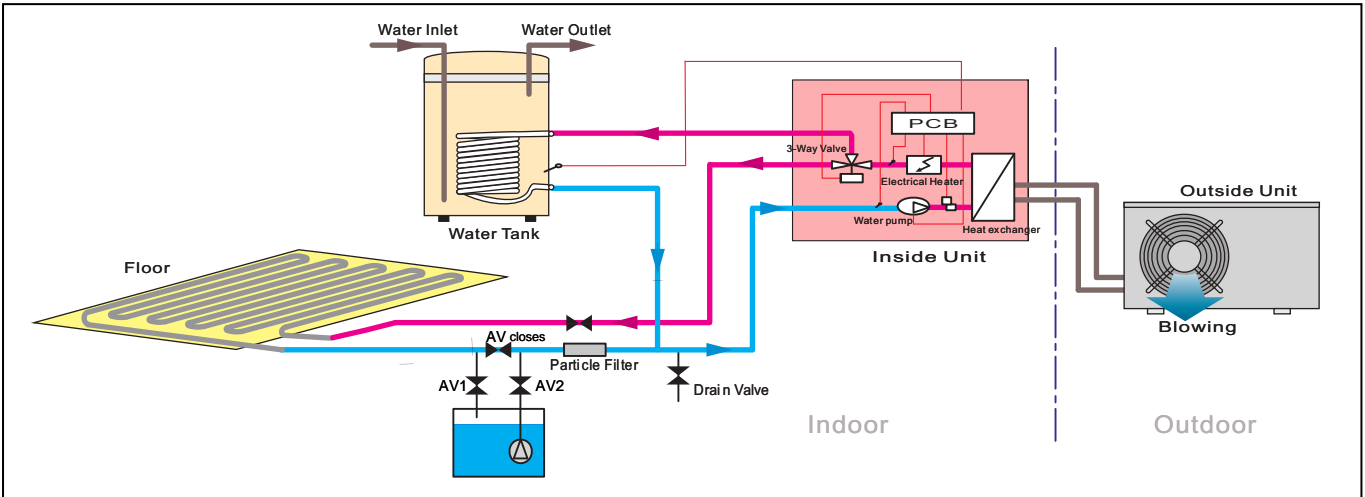 Water Inlet
Water Outlet
PCB
3-Way Valve
Electrical Heater
Outside Unit
Water pump
Heat exchanger
Water Tank
Inside Unit
Floor
Blowing
AV closes
Particle Filter
AV1
AV2
Drain Valve
Indoor
Outdoor